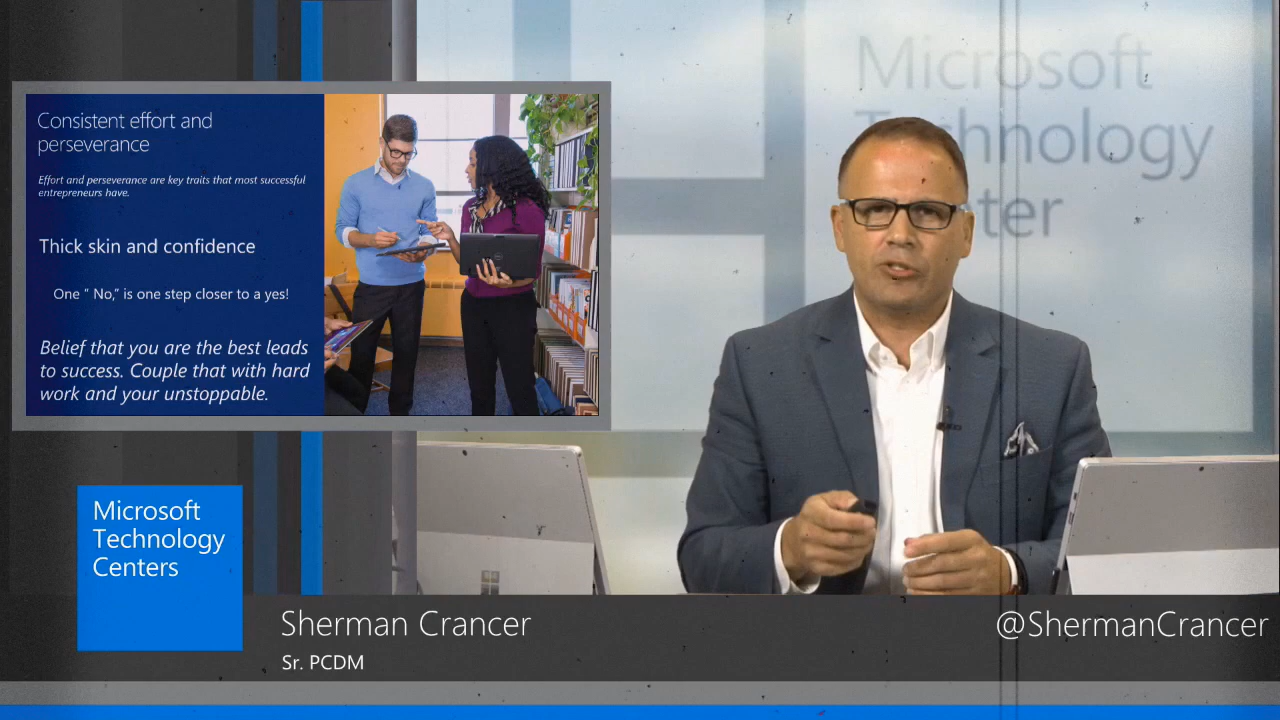 Consistent effort and
perseverance
Effort and perseverance are key traits that most successful
entrepreneurs have.
Thick skin and confidence
One “ No,” is one step closer to a yes!
Belief that you are the best leads
to success. Couple that with hard
work and your unstoppable.
Microsoft
Technology
Center
Microsoft
Technology
Centers
Sherman Crancer
@ShermanCrancer
Sr. PCDM